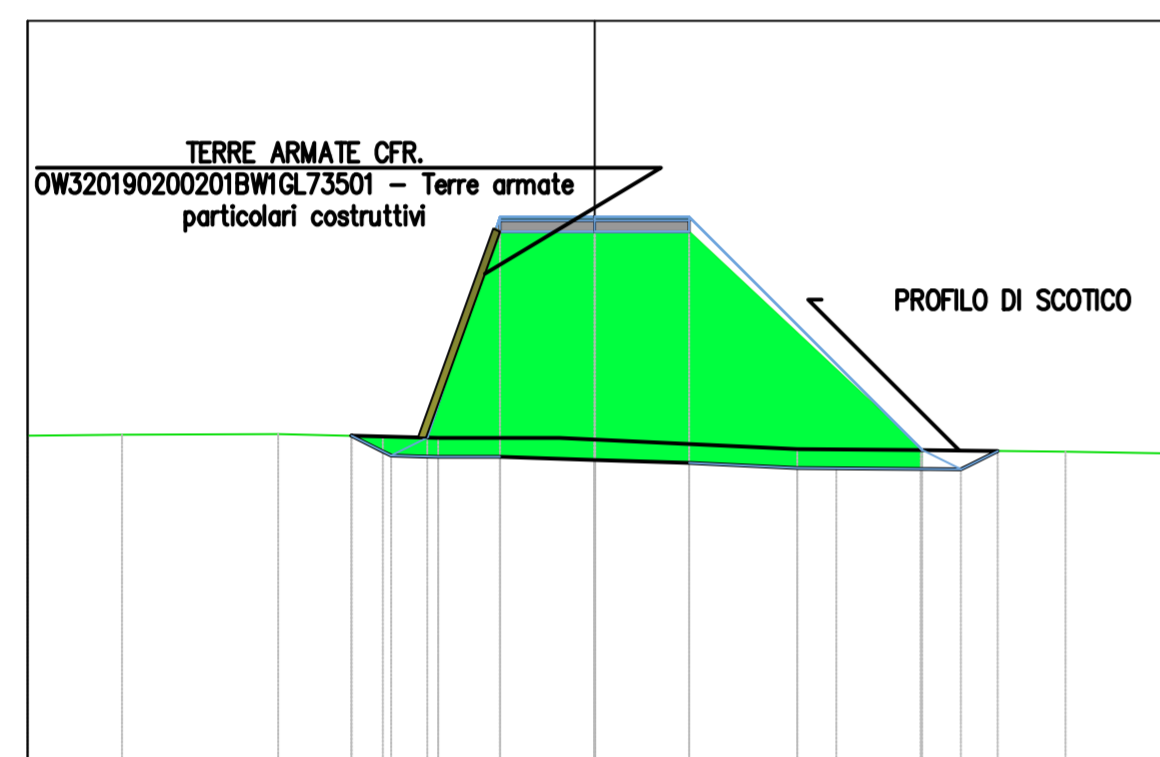 TERRE ARMATE CFR.
OW320190200201BW1GL73501 – Terre armate
particolari costruttivi
PROFILO DI SCOTICO